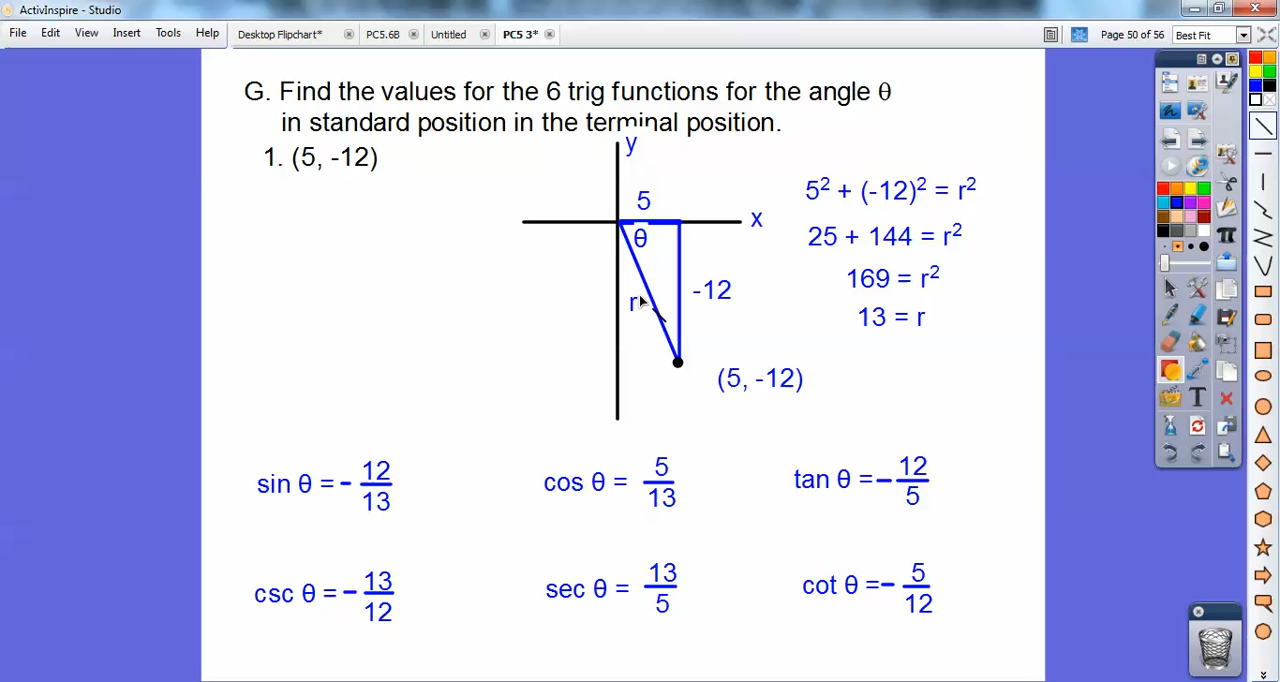 ActivInspire - Studio
File Edit View Insert Tools Help Desktop Flipchart* PC5.6B Untitled PC5 3* Page 50 of 56 Best Fit
G. Find the values for the 6 trig functions for the angle θ
in standard position in the terminal position.
1. (5, -12)
y
5
x
θ
r
-12
(5, -12)
5² + (-12)² = r²
25 + 144 = r²
169 = r²
13 = r
sin θ = - 12/13
cos θ = 5/13
tan θ = - 12/5
csc θ = - 13/12
sec θ = 13/5
cot θ = - 5/12